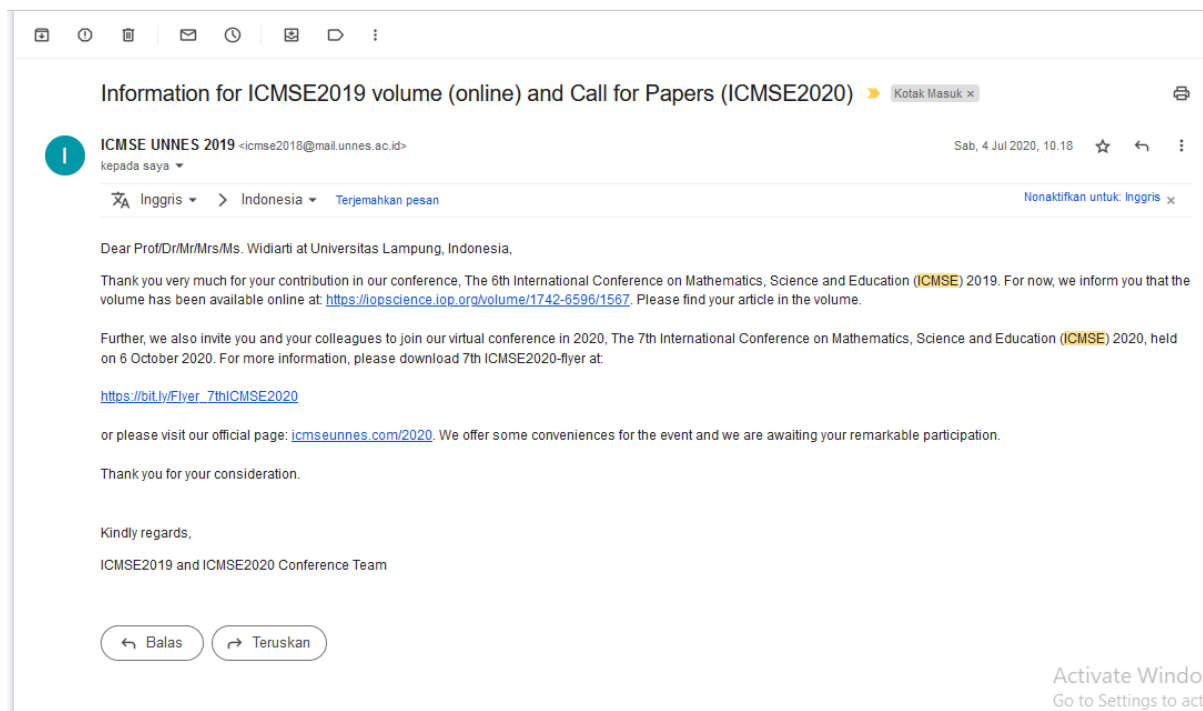 Information for ICMSE2019 volume (online) and Call for Papers (ICMSE2020) Kotak Masuk ×
I ICMSE UNNES 2019 <icmse2018@mail.unnes.ac.id> Sab, 4 Jul 2020, 10.18
kepada saya
Inggris Indonesia Terjemahkan pesan Nonaktifkan untuk: Inggris ×
Dear Prof/Dr/Mr/Mrs/Ms. Widiarti at Universitas Lampung, Indonesia,
Thank you very much for your contribution in our conference, The 6th International Conference on Mathematics, Science and Education (ICMSE) 2019. For now, we inform you that the
volume has been available online at: https://iopscience.iop.org/volume/1742-6596/1567. Please find your article in the volume.
Further, we also invite you and your colleagues to join our virtual conference in 2020, The 7th International Conference on Mathematics, Science and Education (ICMSE) 2020, held
on 6 October 2020. For more information, please download 7th ICMSE2020-flyer at:
https://bit.ly/Flyer_7thICMSE2020
or please visit our official page: icmseunnes.com/2020. We offer some conveniences for the event and we are awaiting your remarkable participation.
Thank you for your consideration.
Kindly regards,
ICMSE2019 and ICMSE2020 Conference Team
Balas Teruskan
Activate Windo
Go to Settings to act